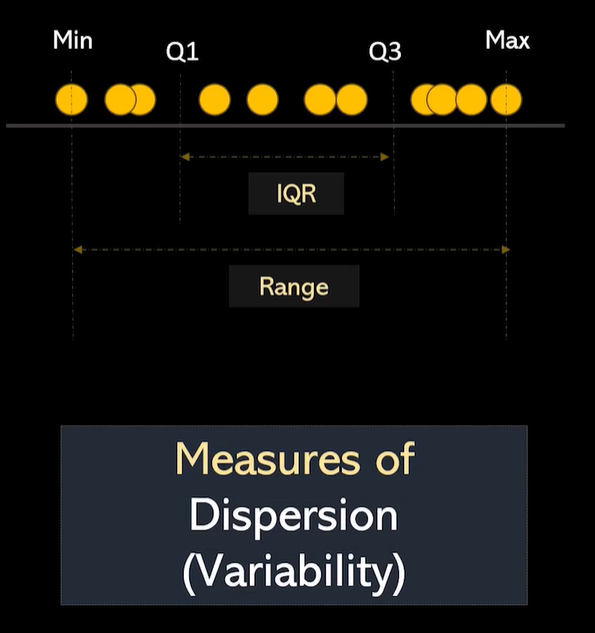 Min
Q1
Q3
Max
IQR
Range
Measures of
Dispersion
(Variability)